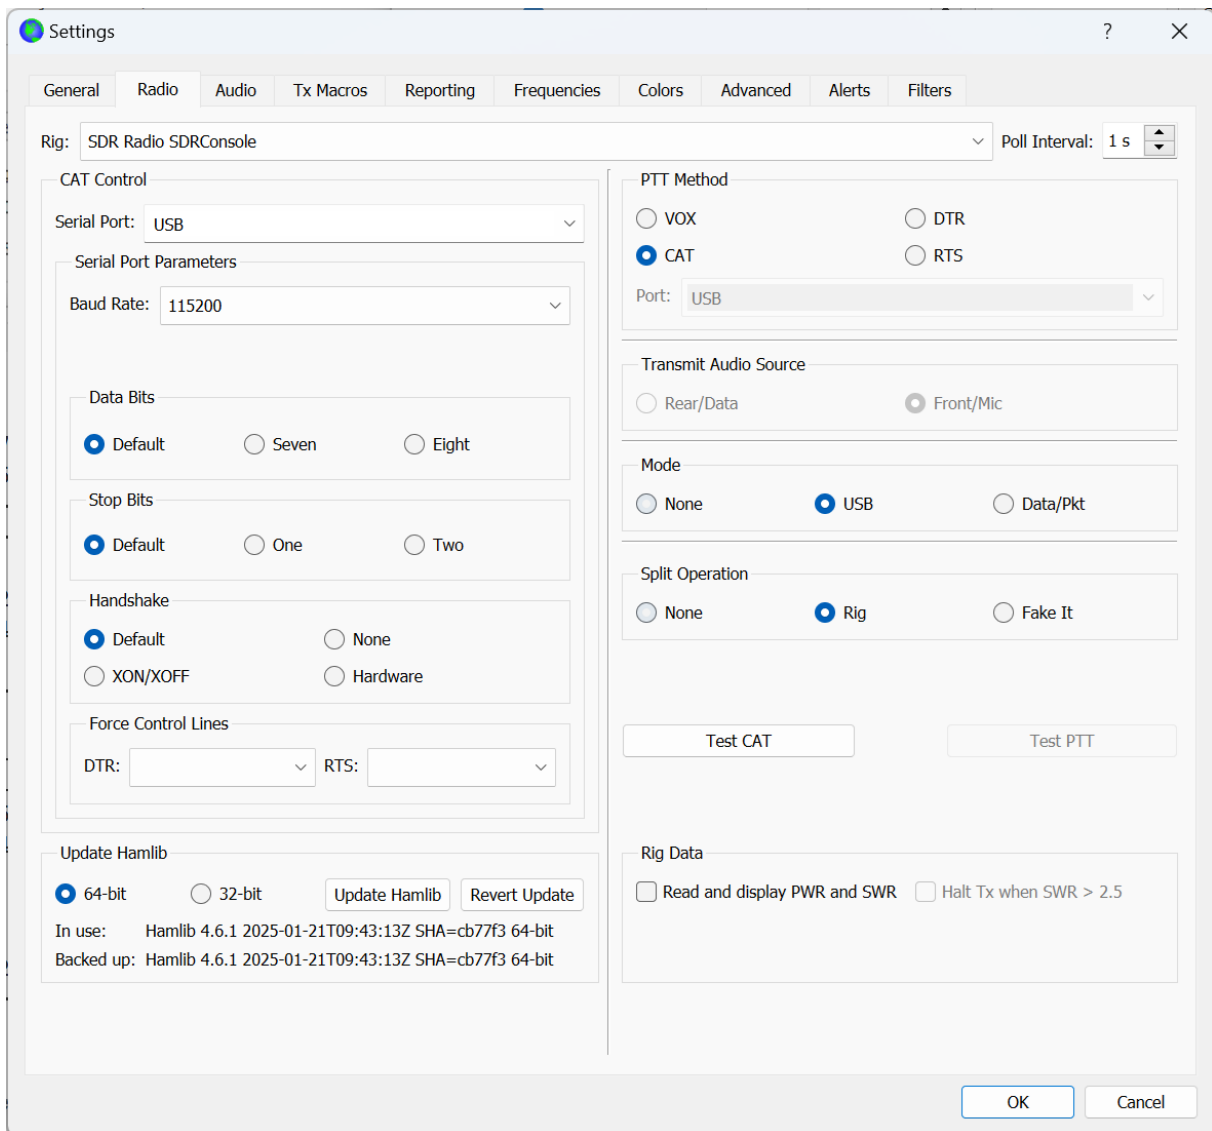 Settings
?
General Radio Audio Tx Macros Reporting Frequencies Colors Advanced Alerts Filters
Rig: SDR Radio SDRConsole Poll Interval: 1 s
CAT Control
Serial Port: USB
Serial Port Parameters
Baud Rate: 115200
Data Bits
Default Seven Eight
Stop Bits
Default One Two
Handshake
Default None
XON/XOFF Hardware
Force Control Lines
DTR: RTS:
Update Hamlib
64-bit 32-bit Update Hamlib Revert Update
In use: Hamlib 4.6.1 2025-01-21T09:43:13Z SHA=cb77f3 64-bit
Backed up: Hamlib 4.6.1 2025-01-21T09:43:13Z SHA=cb77f3 64-bit
PTT Method
VOX DTR
CAT RTS
Port: USB
Transmit Audio Source
Rear/Data Front/Mic
Mode
None USB Data/Pkt
Split Operation
None Rig Fake It
Test CAT Test PTT
Rig Data
Read and display PWR and SWR Halt Tx when SWR > 2.5
OK Cancel